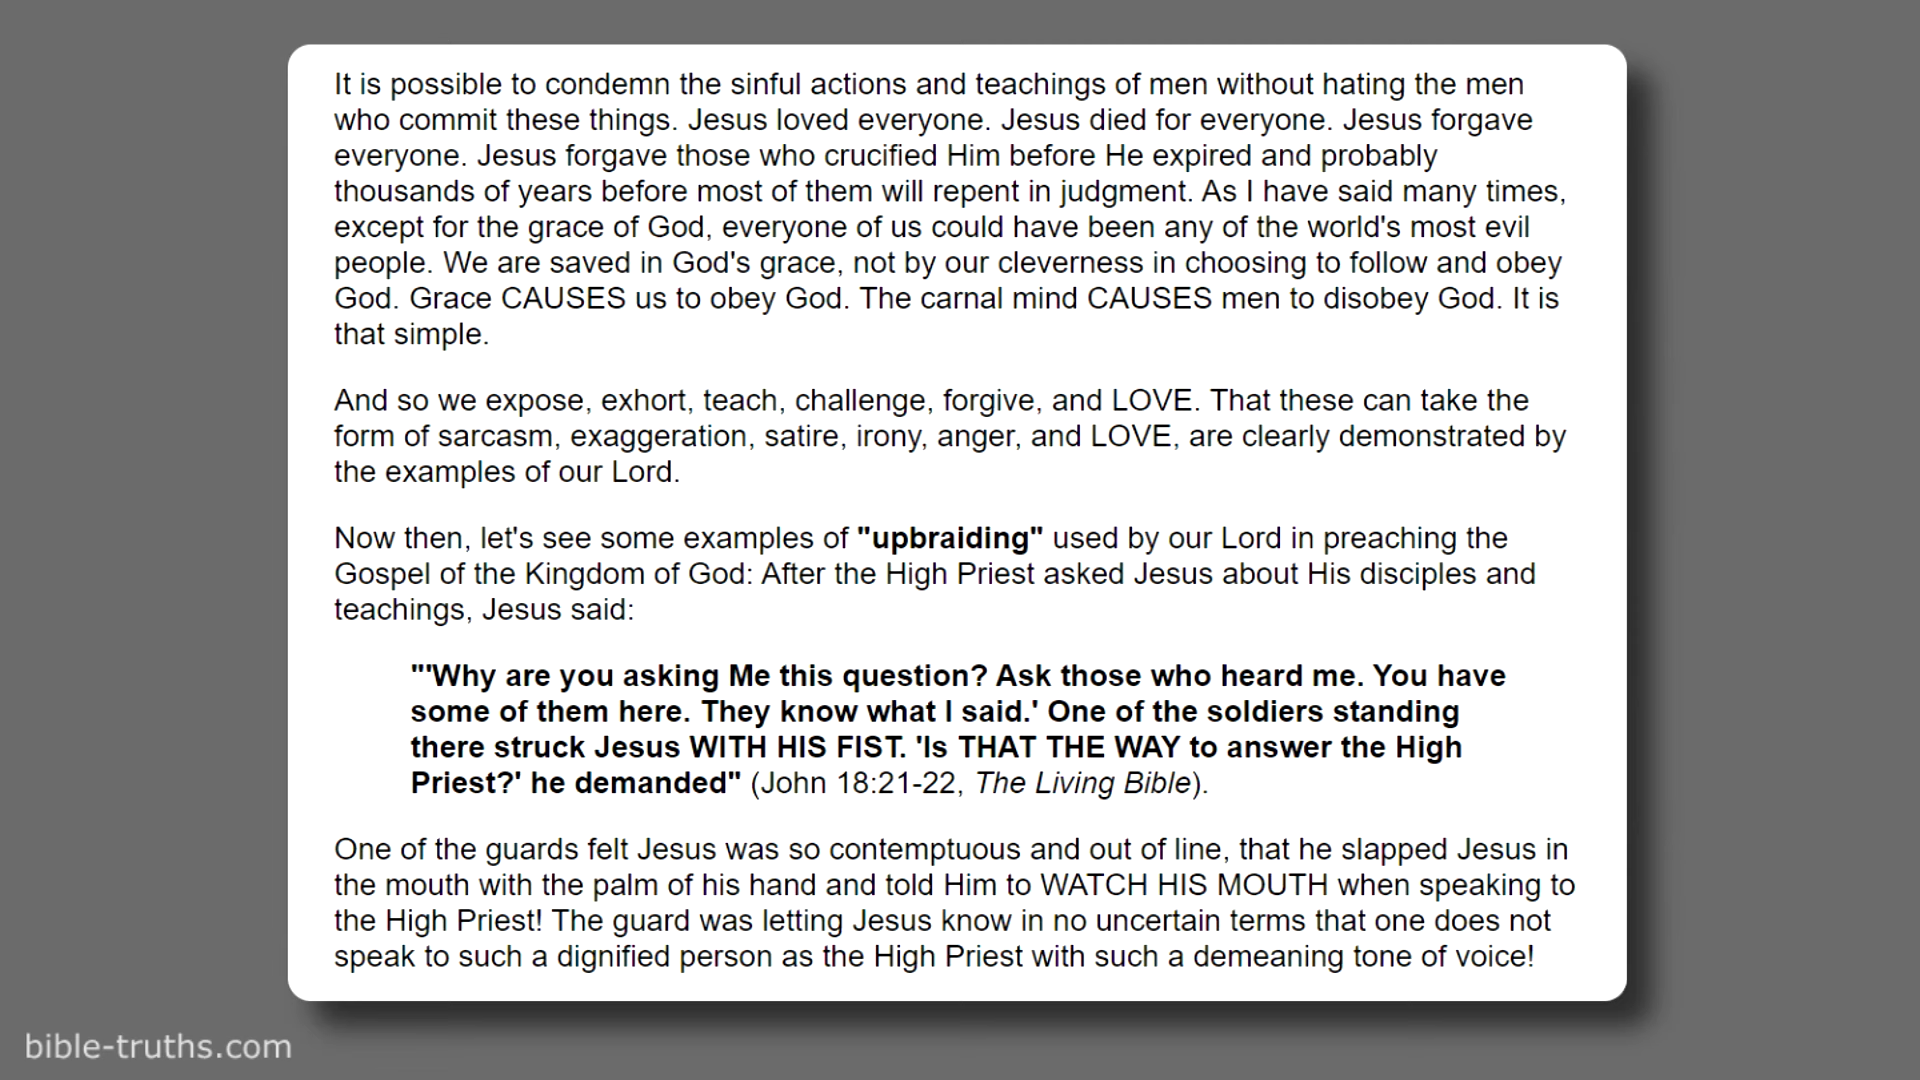 It is possible to condemn the sinful actions and teachings of men without hating the men
who commit these things. Jesus loved everyone. Jesus died for everyone. Jesus forgave
everyone. Jesus forgave those who crucified Him before He expired and probably
thousands of years before most of them will repent in judgment. As I have said many times,
except for the grace of God, everyone of us could have been any of the world's most evil
people. We are saved in God's grace, not by our cleverness in choosing to follow and obey
God. Grace CAUSES us to obey God. The carnal mind CAUSES men to disobey God. It is
that simple.
And so we expose, exhort, teach, challenge, forgive, and LOVE. That these can take the
form of sarcasm, exaggeration, satire, irony, anger, and LOVE, are clearly demonstrated by
the examples of our Lord.
Now then, let's see some examples of "upbraiding" used by our Lord in preaching the
Gospel of the Kingdom of God: After the High Priest asked Jesus about His disciples and
teachings, Jesus said:
"'Why are you asking Me this question? Ask those who heard me. You have
some of them here. They know what I said.' One of the soldiers standing
there struck Jesus WITH HIS FIST. 'Is THAT THE WAY to answer the High
Priest?' he demanded" (John 18:21-22, The Living Bible).
One of the guards felt Jesus was so contemptuous and out of line, that he slapped Jesus in
the mouth with the palm of his hand and told Him to WATCH HIS MOUTH when speaking to
the High Priest! The guard was letting Jesus know in no uncertain terms that one does not
speak to such a dignified person as the High Priest with such a demeaning tone of voice!
bible-truths.com